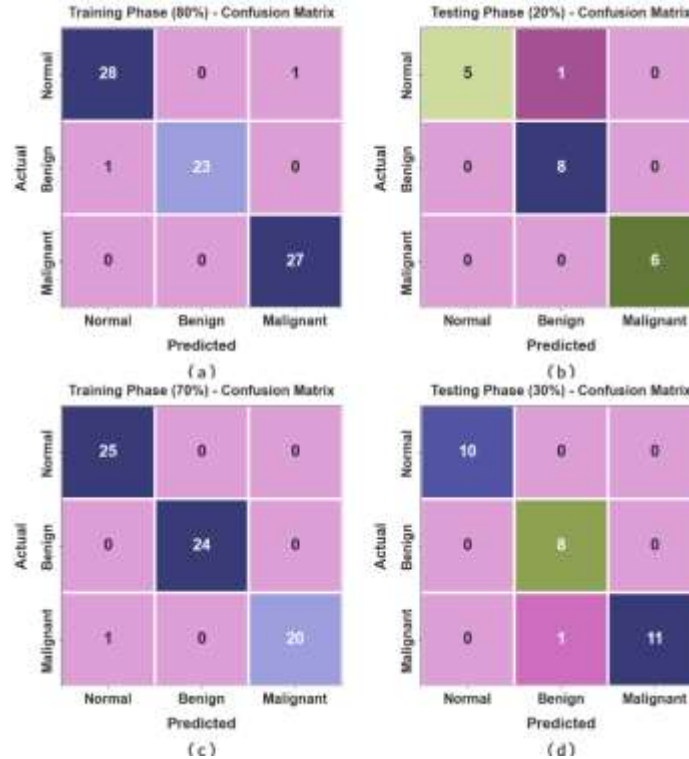 Training Phase (80%) - Confusion Matrix
Normal 28 0 1
Benign 1 23 0
Malignant 0 0 27
Actual
Normal Benign Malignant
Predicted
(a)
Testing Phase (20%) - Confusion Matrix
Normal 5 1 0
Benign 0 8 0
Malignant 0 0 6
Actual
Normal Benign Malignant
Predicted
(b)
Training Phase (70%) - Confusion Matrix
Normal 25 0 0
Benign 0 24 0
Malignant 1 0 20
Actual
Normal Benign Malignant
Predicted
(c)
Testing Phase (30%) - Confusion Matrix
Normal 10 0 0
Benign 0 8 0
Malignant 0 1 11
Actual
Normal Benign Malignant
Predicted
(d)